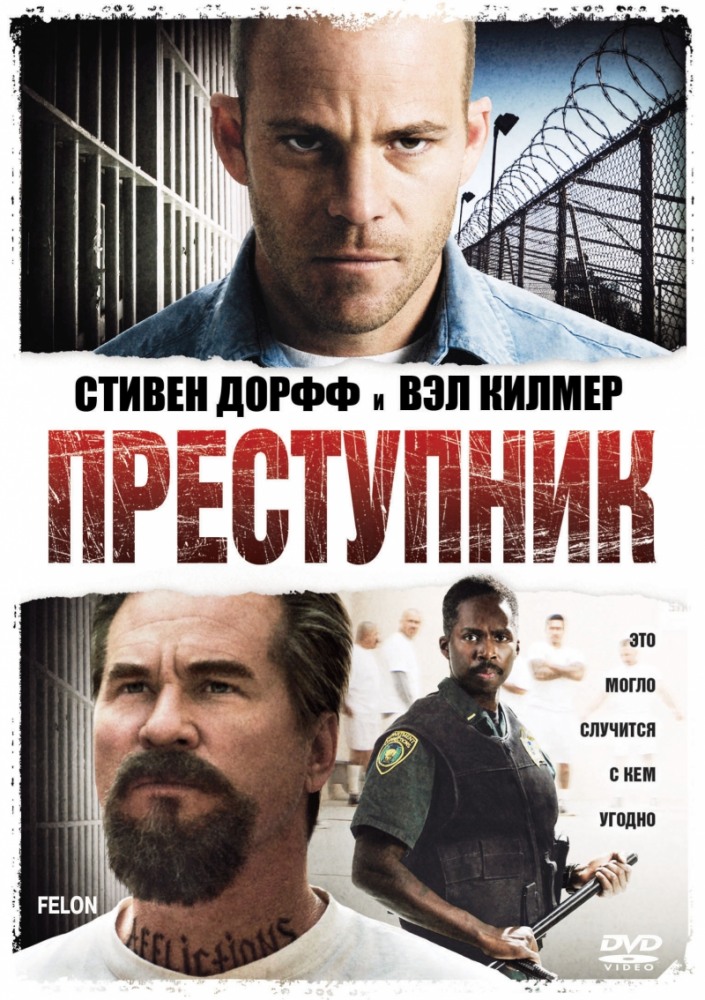 СТИВЕН ДОРФФ И ВЭЛ КИЛМЕР
ПРЕСТУПНИК
ЭТО
МОГЛО
СЛУЧИТСЯ
С КЕМ
УГОДНО
FELON
AFFLICTIONS
DVD
VIDEO